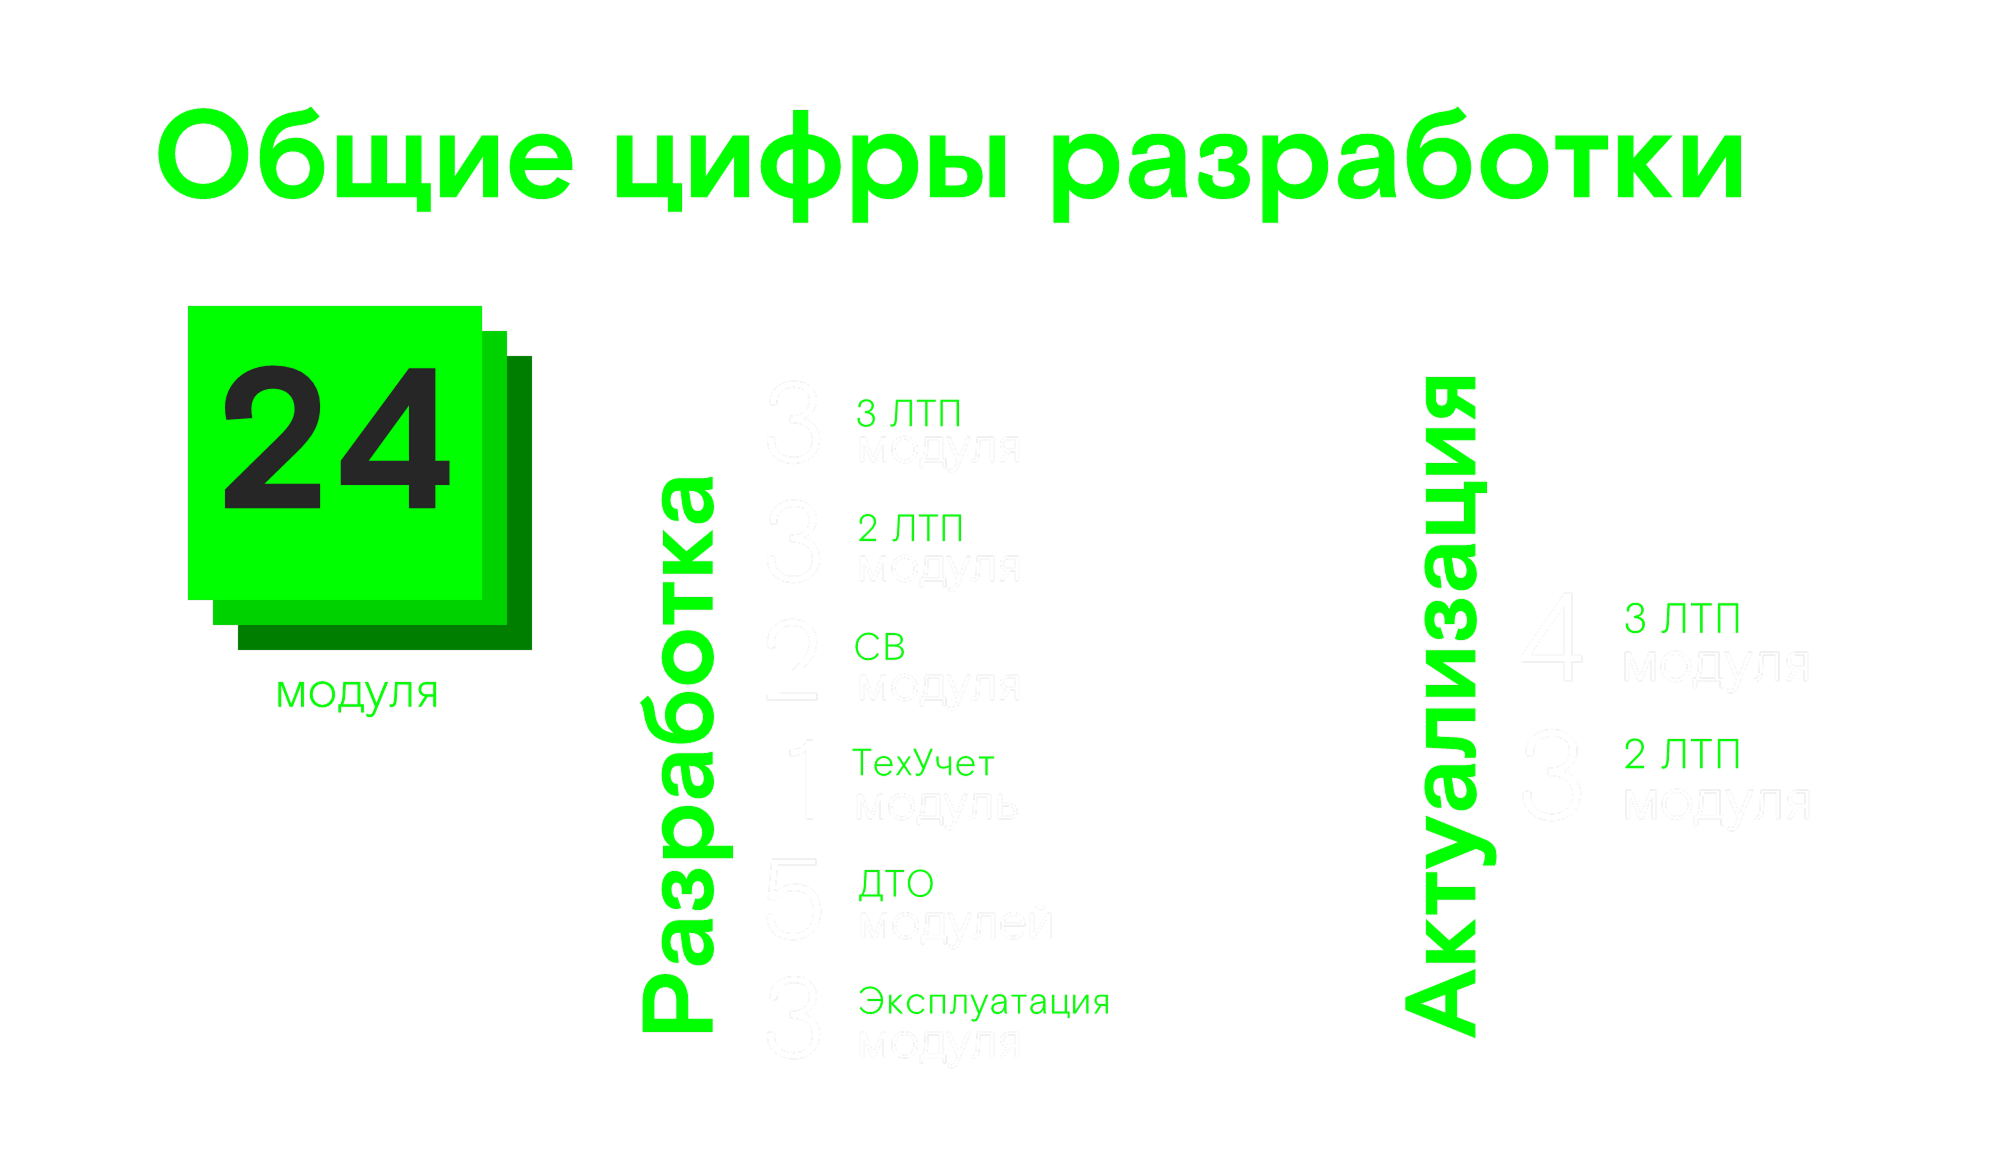 Общие цифры разработки
24
модуля
Разработка
3
3 ЛТП
модуля
3
2 ЛТП
модуля
2
СВ
модуля
1
ТехУчет
модуль
5
ДТО
модулей
3
Эксплуатация
модуля
Актуализация
4
3 ЛТП
модуля
3
2 ЛТП
модуля